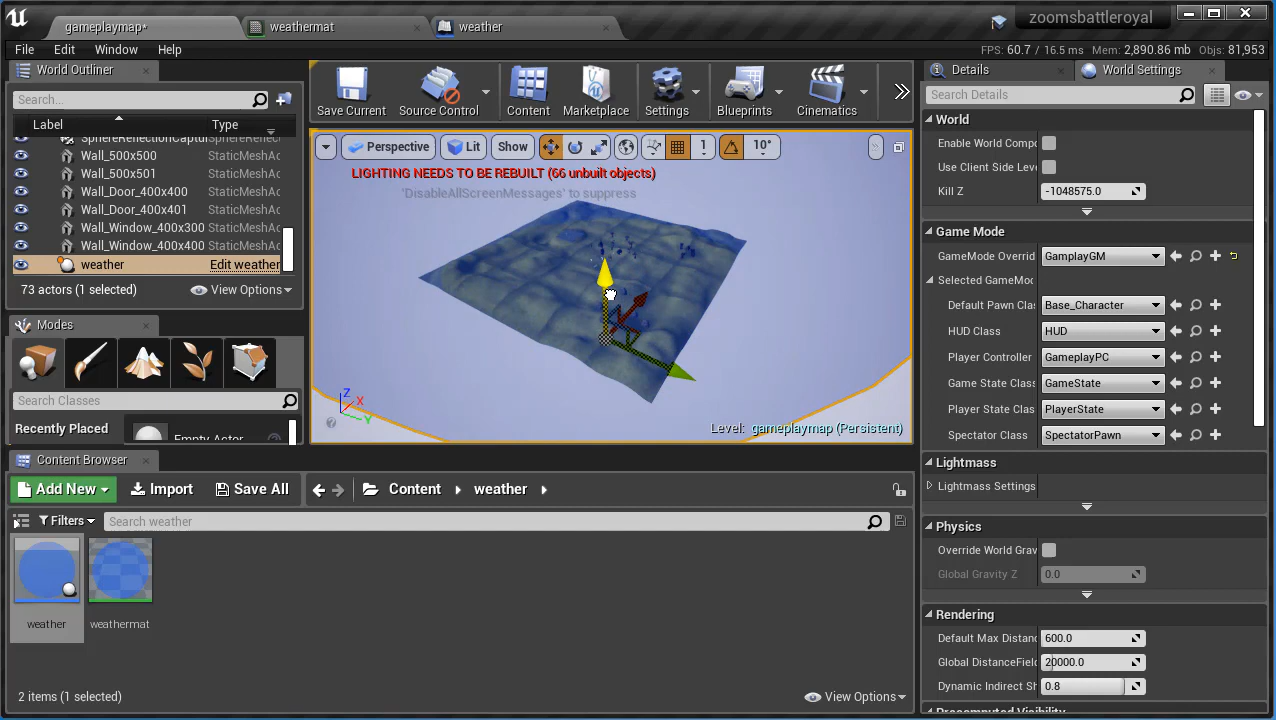 gameplaymap*
weathermat
weather
zoomsbattleroyal
File Edit Window Help
FPS: 60.7 / 16.5 ms Mem: 2,890.86 mb Objs: 81,953
World Outliner
Search...
Label Type
SphereReflectionCaptu
Wall_500x500 StaticMeshAc
Wall_500x501 StaticMeshAc
Wall_Door_400x400 StaticMeshAc
Wall_Door_400x401 StaticMeshAc
Wall_Window_400x300 StaticMeshAc
Wall_Window_400x400 StaticMeshAc
weather Edit weather
73 actors (1 selected) View Options
Modes
Search Classes
Recently Placed
Empty Actor
Save Current
Source Control
Content
Marketplace
Settings
Blueprints
Cinematics
Perspective Lit Show 1 10°
LIGHTING NEEDS TO BE REBUILT (66 unbuilt objects)
'DisableAllScreenMessages' to suppress
Z
X
Y
Level: gameplaymap (Persistent)
Content Browser
Add New Import Save All Content weather
Filters Search weather
weather
weathermat
2 items (1 selected) View Options
Details World Settings
Search Details
World
Enable World Compo
Use Client Side Leve
Kill Z -1048575.0
Game Mode
GameMode Overrid GamplayGM
Selected GameMod
Default Pawn Clas Base_Character
HUD Class HUD
Player Controller GameplayPC
Game State Class GameState
Player State Clas PlayerState
Spectator Class SpectatorPawn
Lightmass
Lightmass Settings
Physics
Override World Grav
Global Gravity Z 0.0
Rendering
Default Max Distanc 600.0
Global DistanceField 20000.0
Dynamic Indirect Sh 0.8
Precomputed Visibility